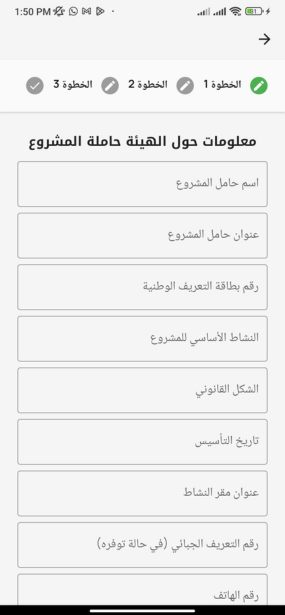 1:50 PM
الخطوة 1 الخطوة 2 الخطوة 3
معلومات حول الهيئة حاملة المشروع
اسم حامل المشروع
عنوان حامل المشروع
رقم بطاقة التعريف الوطنية
النشاط الأساسي للمشروع
الشكل القانوني
تاريخ التأسيس
عنوان مقر النشاط
رقم التعريف الجبائي (في حالة توفره)
رقم الهاتف